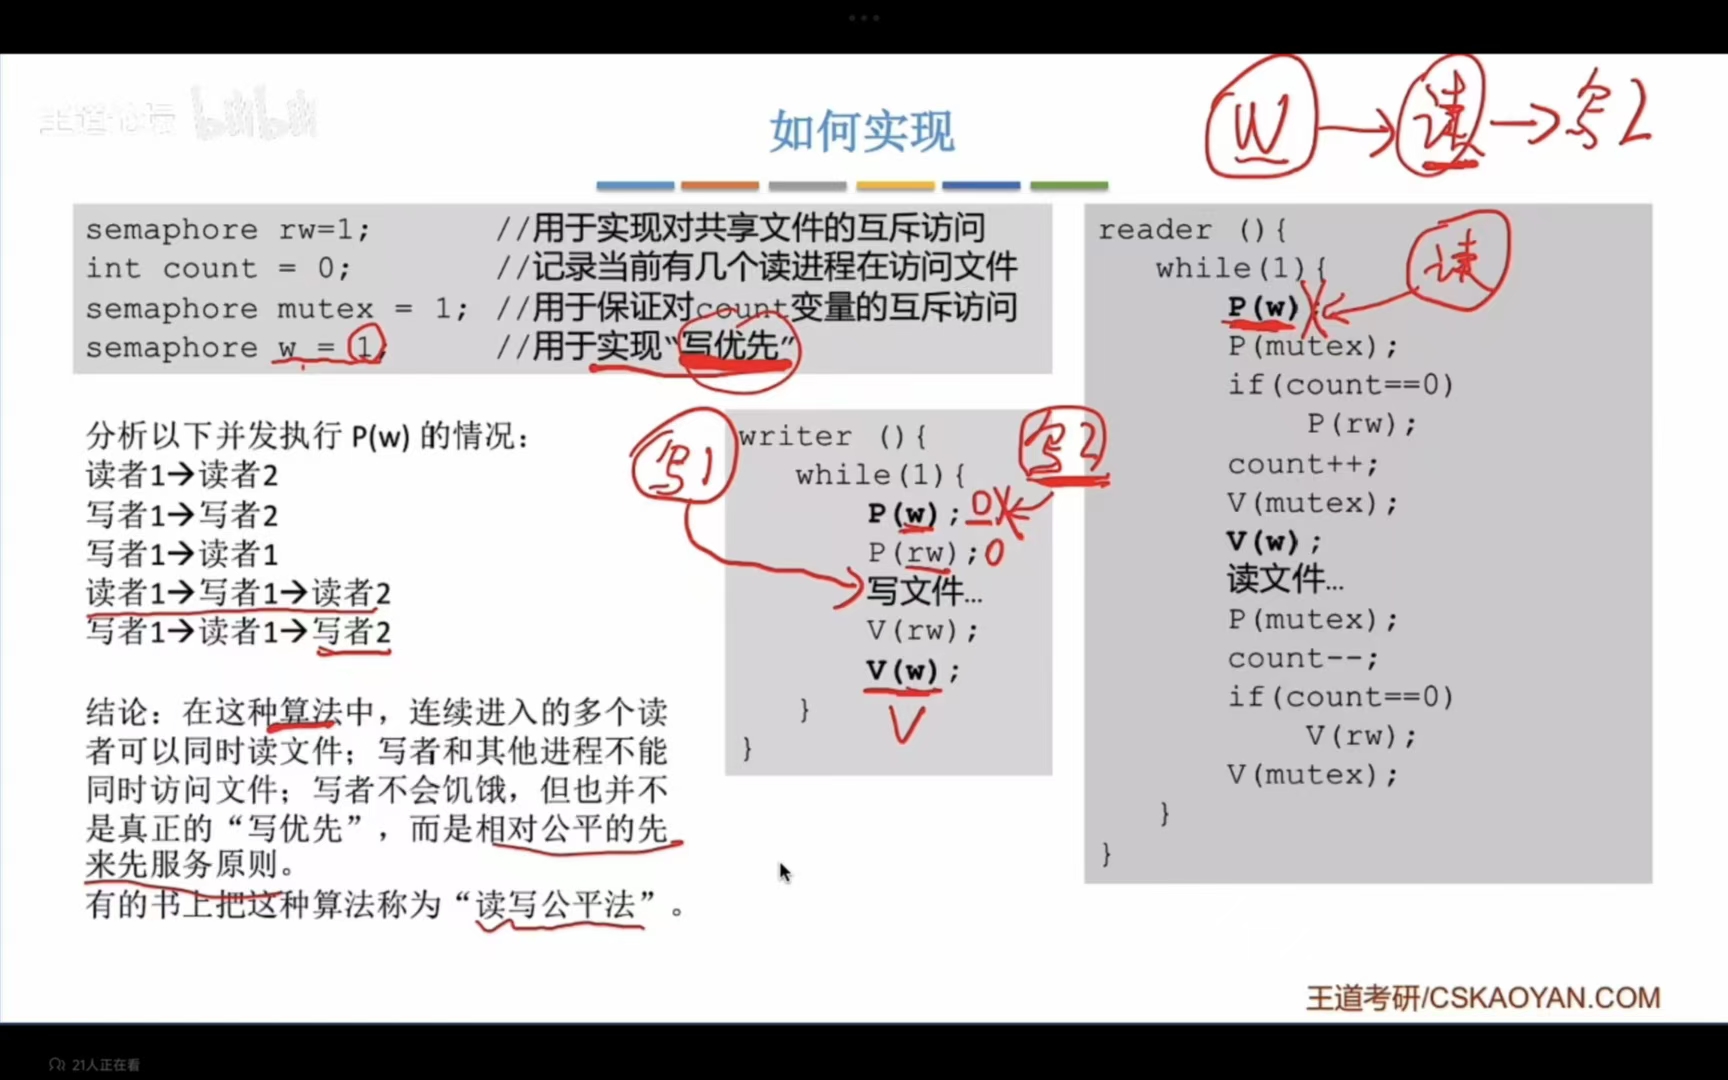 王道论坛 bilibili
如何实现
W → 读 → 写2
semaphore rw=1; //用于实现对共享文件的互斥访问
int count = 0; //记录当前有几个读进程在访问文件
semaphore mutex = 1; //用于保证对count变量的互斥访问
semaphore w = 1; //用于实现“写优先”
分析以下并发执行 P(w) 的情况：
读者1→读者2
写者1→写者2
写者1→读者1
读者1→写者1→读者2
写者1→读者1→写者2
结论：在这种算法中，连续进入的多个读
者可以同时读文件；写者和其他进程不能
同时访问文件；写者不会饥饿，但也并不
是真正的“写优先”，而是相对公平的先
来先服务原则。
有的书上把这种算法称为“读写公平法”。
写1
写2
writer (){
while(1){
P(w); 0
P(rw); 0
写文件…
V(rw);
V(w);
V
}
}
reader (){
while(1){
读
P(w);
P(mutex);
if(count==0)
P(rw);
count++;
V(mutex);
V(w);
读文件…
P(mutex);
count--;
if(count==0)
V(rw);
V(mutex);
}
}
王道考研/CSKAOYAN.COM
21人正在看